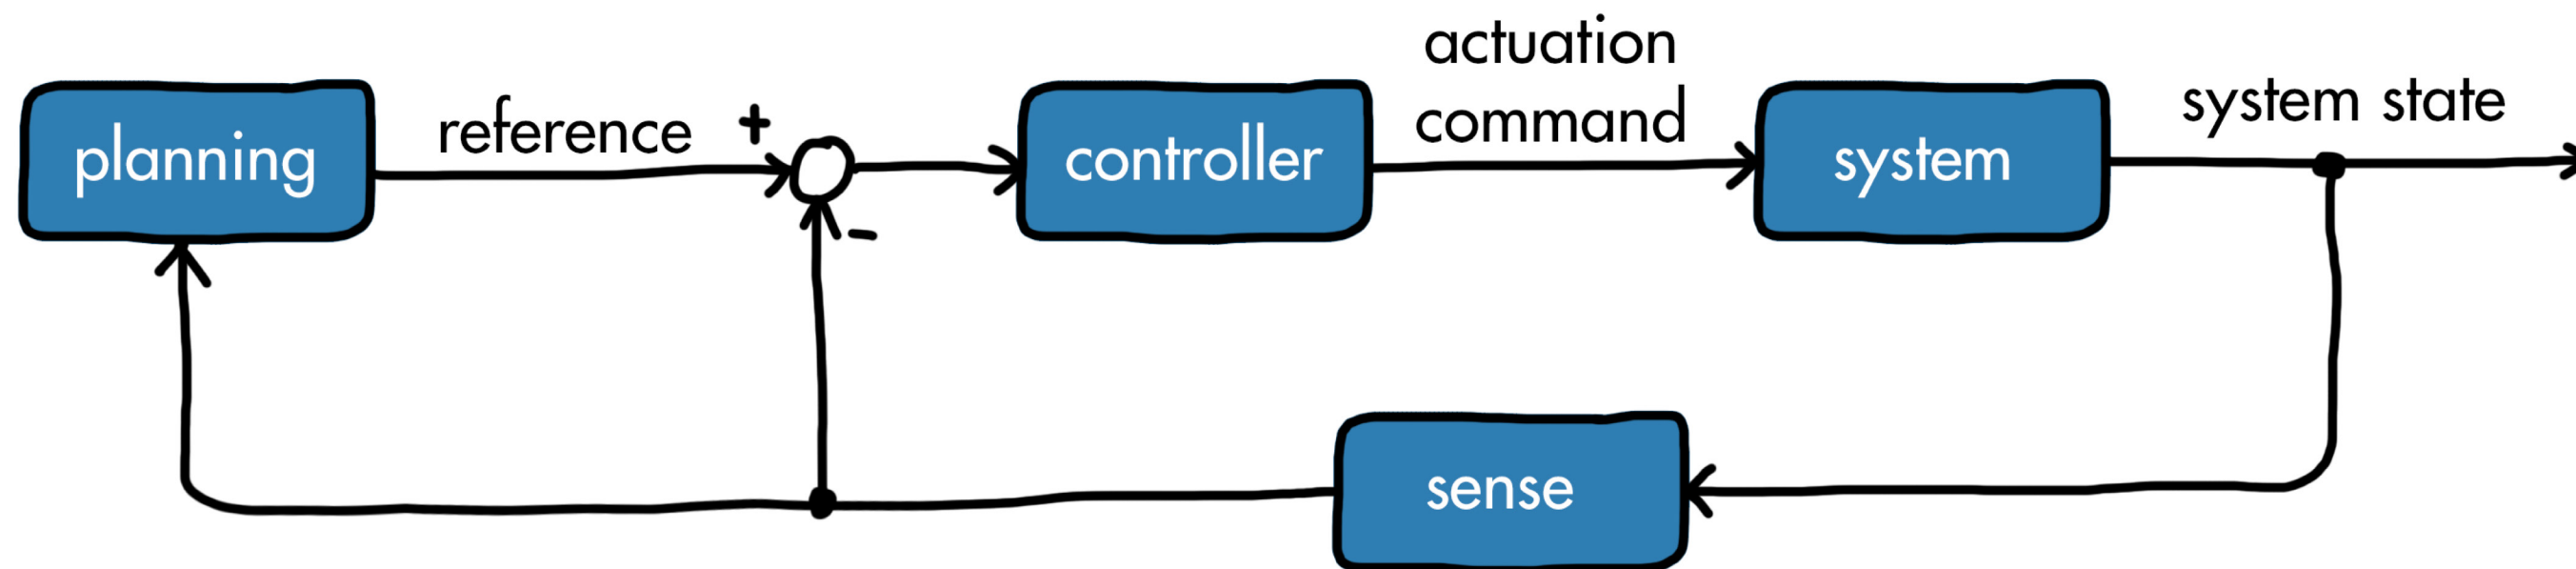 planning
reference
+
-
controller
actuation
command
system
system state
sense